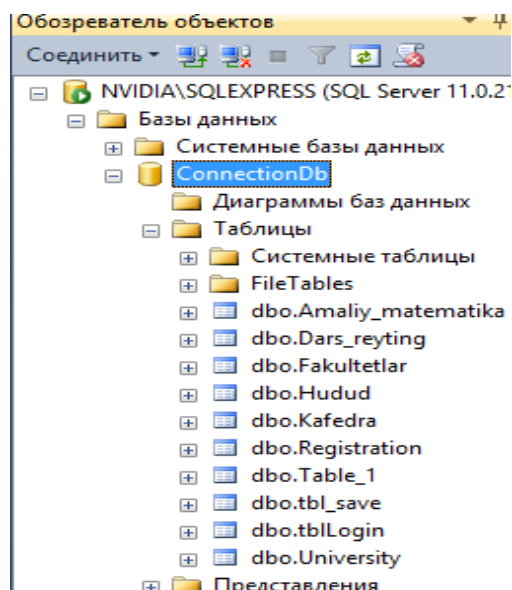 Обозреватель объектов
Соединить
NVIDIA\SQLEXPRESS (SQL Server 11.0.21
Базы данных
Системные базы данных
ConnectionDb
Диаграммы баз данных
Таблицы
Системные таблицы
FileTables
dbo.Amaliy_matematika
dbo.Dars_reyting
dbo.Fakultetlar
dbo.Hudud
dbo.Kafedra
dbo.Registration
dbo.Table_1
dbo.tbl_save
dbo.tblLogin
dbo.University
Представления